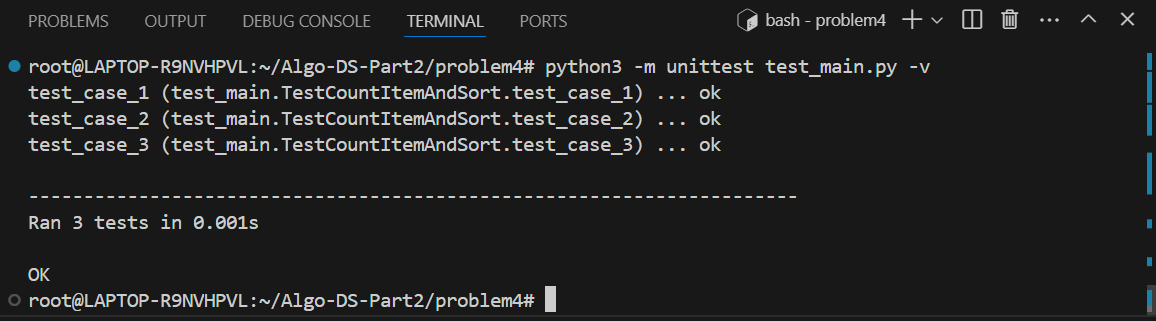 PROBLEMS OUTPUT DEBUG CONSOLE TERMINAL PORTS bash - problem4
root@LAPTOP-R9NVHPVL:~/Algo-DS-Part2/problem4# python3 -m unittest test_main.py -v
test_case_1 (test_main.TestCountItemAndSort.test_case_1) ... ok
test_case_2 (test_main.TestCountItemAndSort.test_case_2) ... ok
test_case_3 (test_main.TestCountItemAndSort.test_case_3) ... ok
----------------------------------------------------------------------
Ran 3 tests in 0.001s
OK
root@LAPTOP-R9NVHPVL:~/Algo-DS-Part2/problem4#